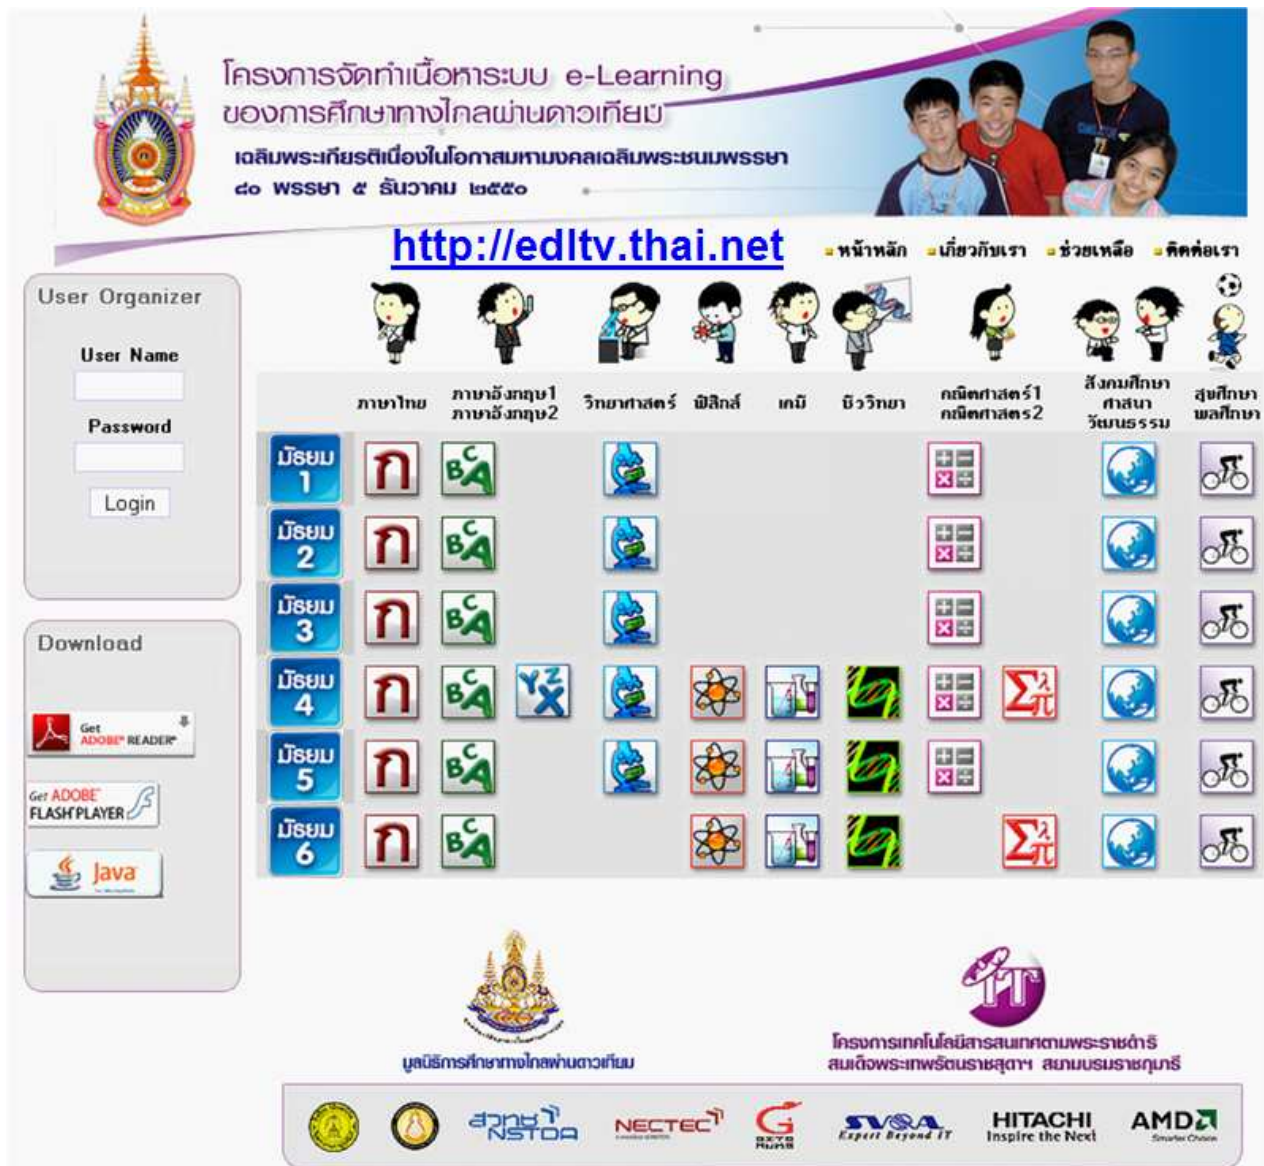 โครงการจัดทำเนื้อหาระบบ e-Learning
ของการศึกษาทางไกลผ่านดาวเทียม
เฉลิมพระเกียรติเนื่องในโอกาสมหามงคลเฉลิมพระชนมพรรษา
๘๐ พรรษา ๕ ธันวาคม ๒๕๕๐
http://edltv.thai.net
หน้าหลัก เกี่ยวกับเรา ช่วยเหลือ ติดต่อเรา
User Organizer
User Name
Password
Login
Download
Get
ADOBE READER
Get ADOBE
FLASH PLAYER
Java
ภาษาไทย
ภาษาอังกฤษ1
ภาษาอังกฤษ2
วิทยาศาสตร์
ฟิสิกส์
เคมี
ชีววิทยา
คณิตศาสตร์1
คณิตศาสตร์2
สังคมศึกษา
ศาสนา
วัฒนธรรม
สุขศึกษา
พลศึกษา
มัธยม
1
ก
BCA
มัธยม
2
ก
BCA
มัธยม
3
ก
BCA
มัธยม
4
ก
BCA
YZX
Σλπ
มัธยม
5
ก
BCA
มัธยม
6
ก
BCA
Σλπ
มูลนิธิการศึกษาทางไกลผ่านดาวเทียม
IT
โครงการเทคโนโลยีสารสนเทศตามพระราชดำริ
สมเด็จพระเทพรัตนราชสุดาฯ สยามบรมราชกุมารี
สวทช
NSTDA
NECTEC
G
SVOA
Expert Beyond IT
HITACHI
Inspire the Next
AMD
Smarter Choice